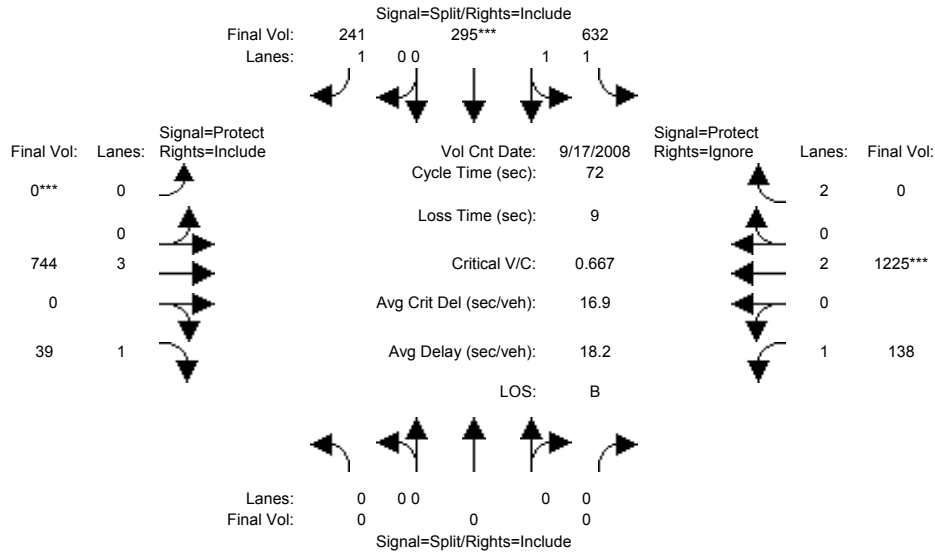 Signal=Split/Rights=Include
Final Vol: 241 295*** 632
Lanes: 1 0 0 1 1
Signal=Protect Signal=Protect
Final Vol: Lanes: Rights=Include Vol Cnt Date: 9/17/2008 Rights=Ignore Lanes: Final Vol:
Cycle Time (sec): 72
0*** 0 2 0
Loss Time (sec): 9
0 0
744 3 Critical V/C: 0.667 2 1225***
0 Avg Crit Del (sec/veh): 16.9 0
39 1 Avg Delay (sec/veh): 18.2 1 138
LOS: B
Lanes: 0 0 0 0 0
Final Vol: 0 0 0
Signal=Split/Rights=Include